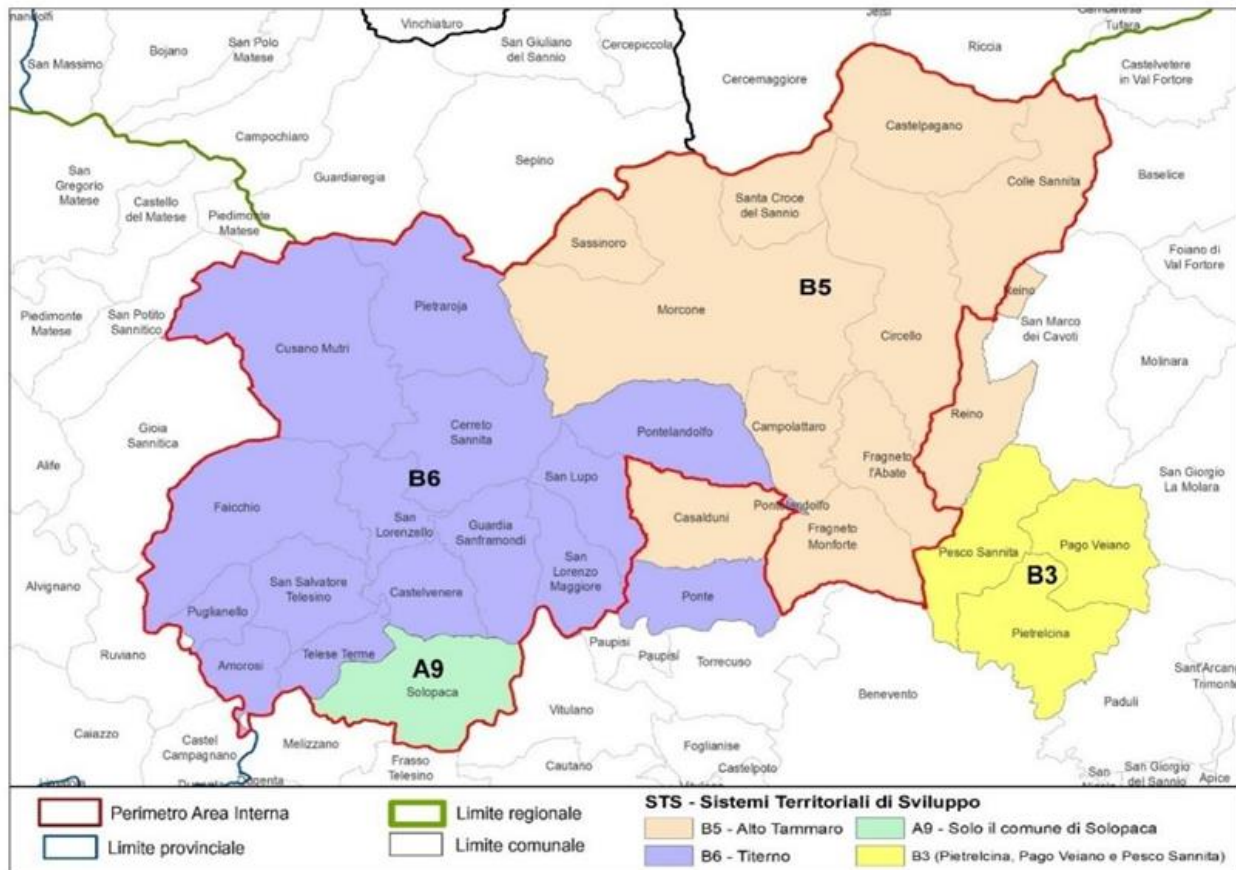 Vinchiaturo
Riccia
Tufara
Bojano
San Polo
Matese
San Giuliano
del Sannio
Cercepiccola
San Massimo
Cercemaggiore
Castelvetere
in Val Fortore
Campochiaro
Castelpagano
Sepino
San
Gregorio
Matese
Guardiaregia
Castello
del Matese
Baselice
Colle Sannita
Santa Croce
del Sannio
Piedimonte
Matese
Sassinoro
Foiano di
Val Fortore
B5
Reino
Pietraroja
Morcone
Piedimonte
Matese
San Potito
Sannitico
San Marco
dei Cavoti
Circello
Cusano Mutri
Molinara
Reino
Gioia
Sannitica
Cerreto
Sannita
Pontelandolfo
Campolattaro
Fragneto
l'Abate
Alife
B6
San Lupo
San Giorgio
La Molara
Faicchio
Pontelandolfo
Casalduni
San
Lorenzello
Guardia
Sanframondi
Fragneto
Monforte
Pesco Sannita
Pago Veiano
B3
Alvignano
San Salvatore
Telesino
Castelvenere
San
Lorenzo
Maggiore
Ponte
Puglianello
Pietrelcina
Ruviano
Amorosi
Telese Terme
Paupisi
Paupisi
Torrecuso
A9
Solopaca
Benevento
Sant'Arcang
Trimonte
Paduli
Vitulano
Caiazzo
Castel
Campagnano
Melizzano
Frasso
Telesino
Cautano
Foglianise
Castelpoto
San
San Giorgio
del Sannio
Apice
Perimetro Area Interna
Limite provinciale
Limite regionale
Limite comunale
STS - Sistemi Territoriali di Sviluppo
B5 - Alto Tammaro
A9 - Solo il comune di Solopaca
B6 - Titerno
B3 (Pietrelcina, Pago Veiano e Pesco Sannita)